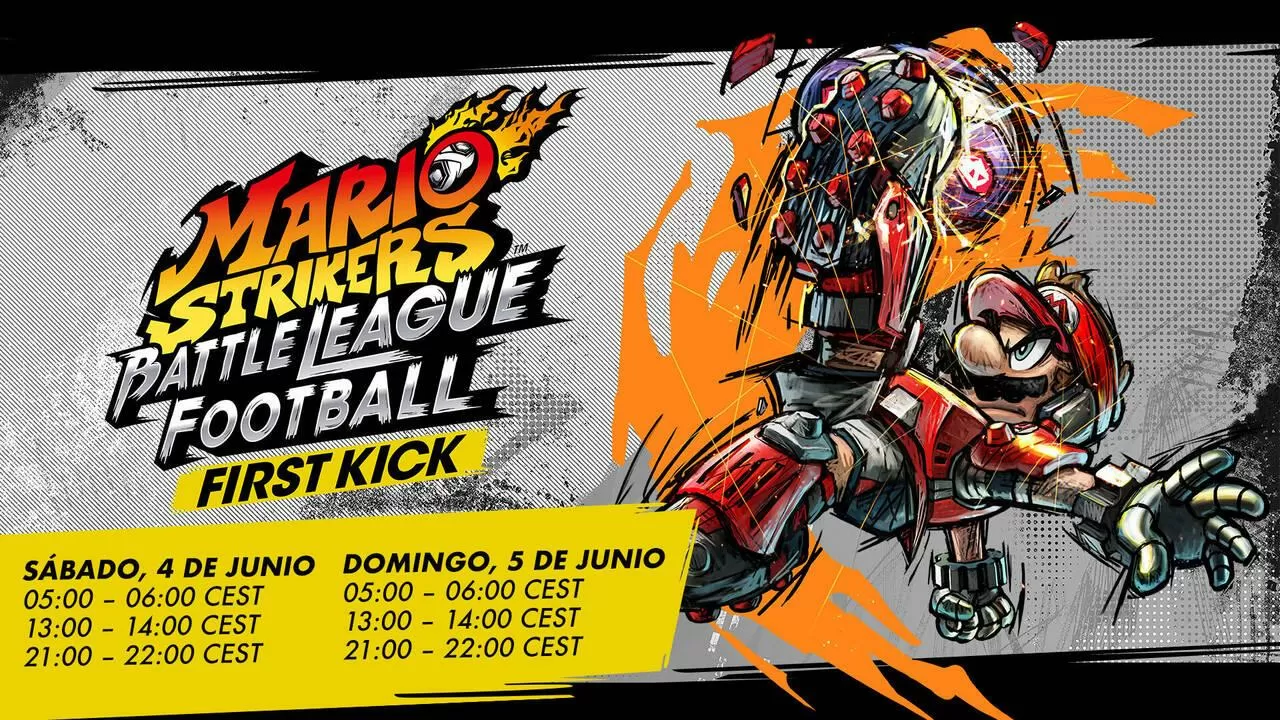 MARIO
STRIKERS™
BATTLE LEAGUE
FOOTBALL
FIRST KICK
SÁBADO, 4 DE JUNIO
05:00 – 06:00 CEST
13:00 – 14:00 CEST
21:00 – 22:00 CEST
DOMINGO, 5 DE JUNIO
05:00 – 06:00 CEST
13:00 – 14:00 CEST
21:00 – 22:00 CEST